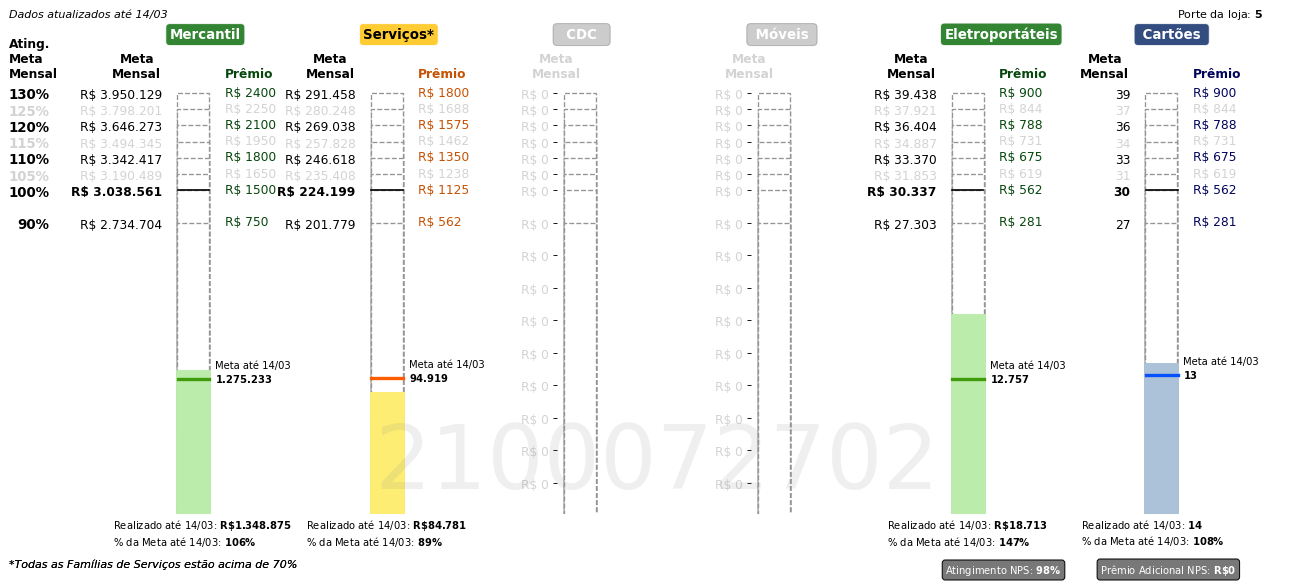 Dados atualizados até 14/03
Porte da loja: 5
Mercantil Serviços* CDC Móveis Eletroportáteis Cartões
Ating. Meta Mensal
Meta Mensal Prêmio Meta Mensal Prêmio Meta Mensal Meta Mensal Meta Mensal Prêmio Meta Mensal Prêmio
130% R$ 3.950.129 R$ 2400 R$ 291.458 R$ 1800 R$ 0 R$ 0 R$ 39.438 R$ 900 39 R$ 900
125% R$ 3.798.201 R$ 2250 R$ 280.248 R$ 1688 R$ 0 R$ 0 R$ 37.921 R$ 844 37 R$ 844
120% R$ 3.646.273 R$ 2100 R$ 269.038 R$ 1575 R$ 0 R$ 0 R$ 36.404 R$ 788 36 R$ 788
115% R$ 3.494.345 R$ 1950 R$ 257.828 R$ 1462 R$ 0 R$ 0 R$ 34.887 R$ 731 34 R$ 731
110% R$ 3.342.417 R$ 1800 R$ 246.618 R$ 1350 R$ 0 R$ 0 R$ 33.370 R$ 675 33 R$ 675
105% R$ 3.190.489 R$ 1650 R$ 235.408 R$ 1238 R$ 0 R$ 0 R$ 31.853 R$ 619 31 R$ 619
100% R$ 3.038.561 R$ 1500 R$ 224.199 R$ 1125 R$ 0 R$ 0 R$ 30.337 R$ 562 30 R$ 562
90% R$ 2.734.704 R$ 750 R$ 201.779 R$ 562 R$ 0 R$ 0 R$ 27.303 R$ 281 27 R$ 281
R$ 0 R$ 0
R$ 0 R$ 0
R$ 0 R$ 0
R$ 0 R$ 0
Meta até 14/03 Meta até 14/03 Meta até 14/03 Meta até 14/03
1.275.233 94.919 R$ 0 R$ 0 12.757 13
R$ 0 R$ 0
R$ 0 R$ 0
R$ 0 R$ 0
2100072702
Realizado até 14/03: R$1.348.875 Realizado até 14/03: R$84.781 Realizado até 14/03: R$18.713 Realizado até 14/03: 14
% da Meta até 14/03: 106% % da Meta até 14/03: 89% % da Meta até 14/03: 147% % da Meta até 14/03: 108%
*Todas as Famílias de Serviços estão acima de 70%
Atingimento NPS: 98% Prêmio Adicional NPS: R$0